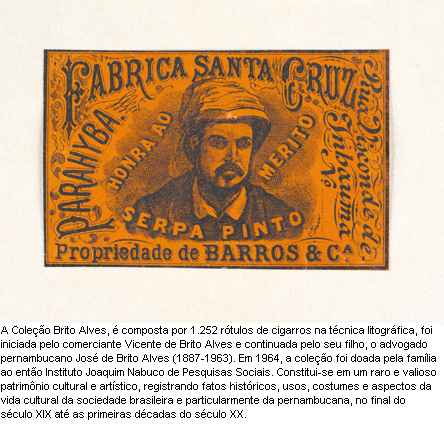 FABRICA SANTA CRUZ
PARAHYBA
HONRA AO MERITO
SERPA PINTO
Rua Visconde de
Inhauma
Nº
Propriedade de BARROS & Cª
A Coleção Brito Alves, é composta por 1.252 rótulos de cigarros na técnica litográfica, foi
iniciada pelo comerciante Vicente de Brito Alves e continuada pelo seu filho, o advogado
pernambucano José de Brito Alves (1887-1963). Em 1964, a coleção foi doada pela família
ao então Instituto Joaquim Nabuco de Pesquisas Sociais. Constitui-se em um raro e valioso
patrimônio cultural e artístico, registrando fatos históricos, usos, costumes e aspectos da
vida cultural da sociedade brasileira e particularmente da pernambucana, no final do
século XIX até as primeiras décadas do século XX.